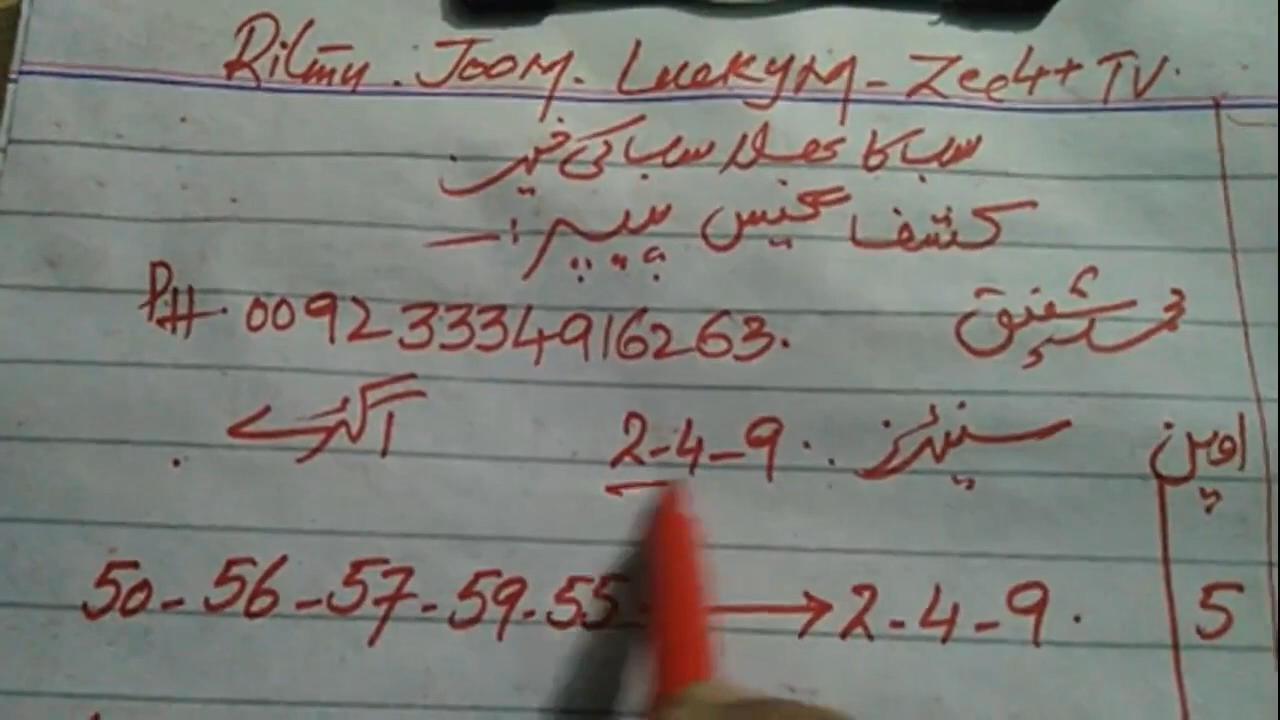 Rilmy. Joom. LuckyM - Zee4+ TV.
سب کا بھلا سب کی خیر
کشف گیس پیپر :—
PH. 00923334916263. محمد شفیق
اوپن سینٹرز 2-4-9 آکڑے
5 50-56-57-59-55 → 2-4-9.